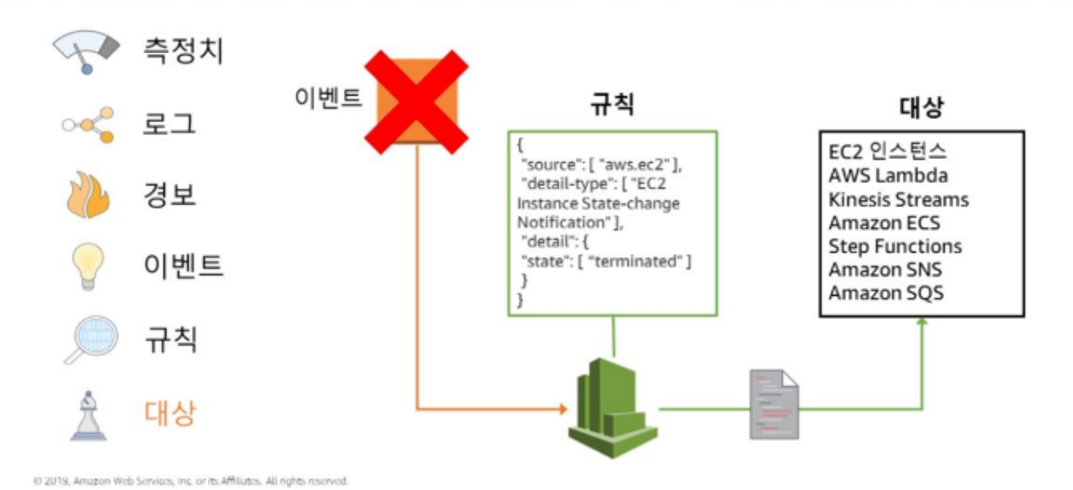 측정치
로그
경보
이벤트
규칙
대상
이벤트
규칙
{
"source": [ "aws.ec2" ],
"detail-type": [ "EC2
Instance State-change
Notification" ],
"detail": {
"state": [ "terminated" ]
}
}
대상
EC2 인스턴스
AWS Lambda
Kinesis Streams
Amazon ECS
Step Functions
Amazon SNS
Amazon SQS
© 2019, Amazon Web Services, Inc. or its Affiliates. All rights reserved.